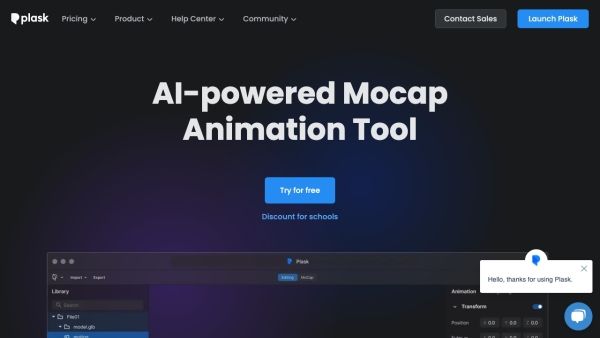 plask Pricing Product Help Center Community Contact Sales Launch Plask
AI-powered Mocap
Animation Tool
Try for free
Discount for schools
Plask
Import Export Editing MoCap
Library Animation
Search
Transform
File01
model.glb
Position X 0.0 Y 0.0 Z 0.0
Hello, thanks for using Plask.